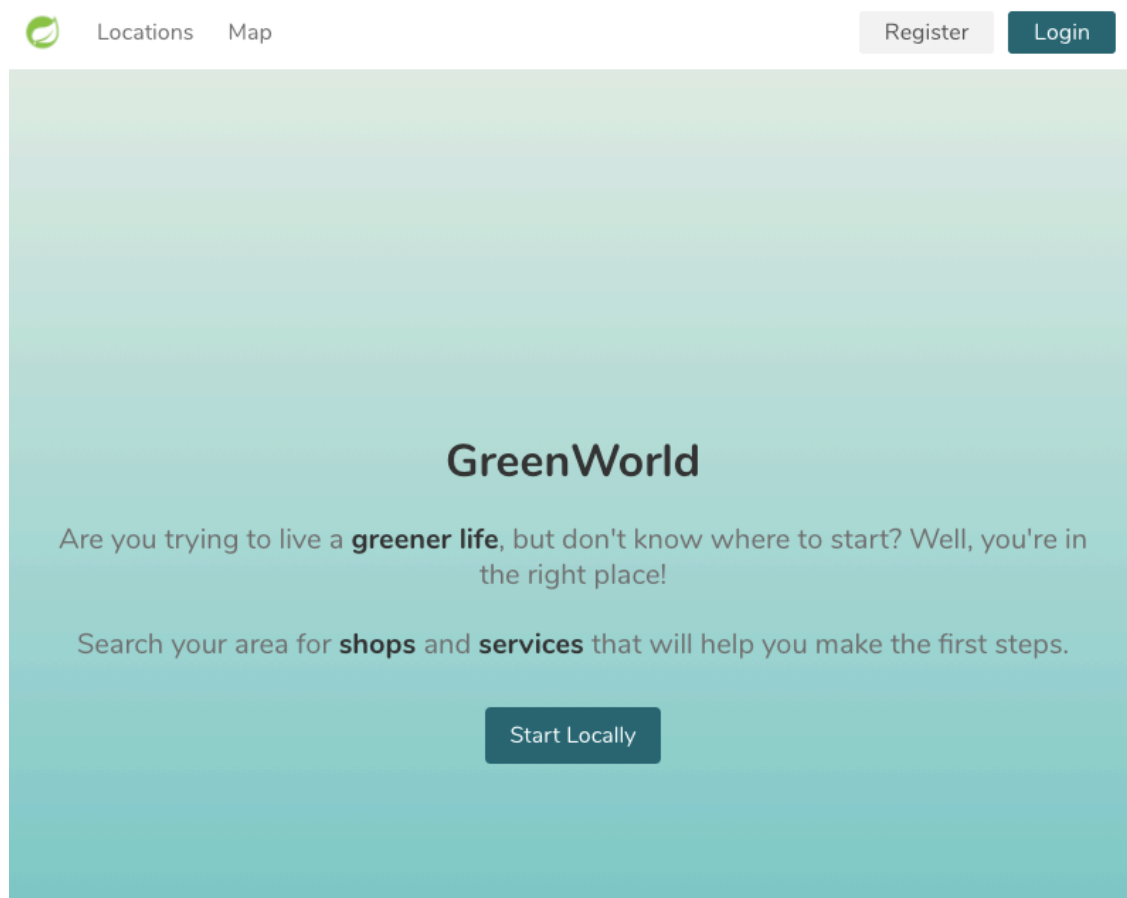 Locations Map Register Login
GreenWorld
Are you trying to live a greener life, but don't know where to start? Well, you're in
the right place!
Search your area for shops and services that will help you make the first steps.
Start Locally